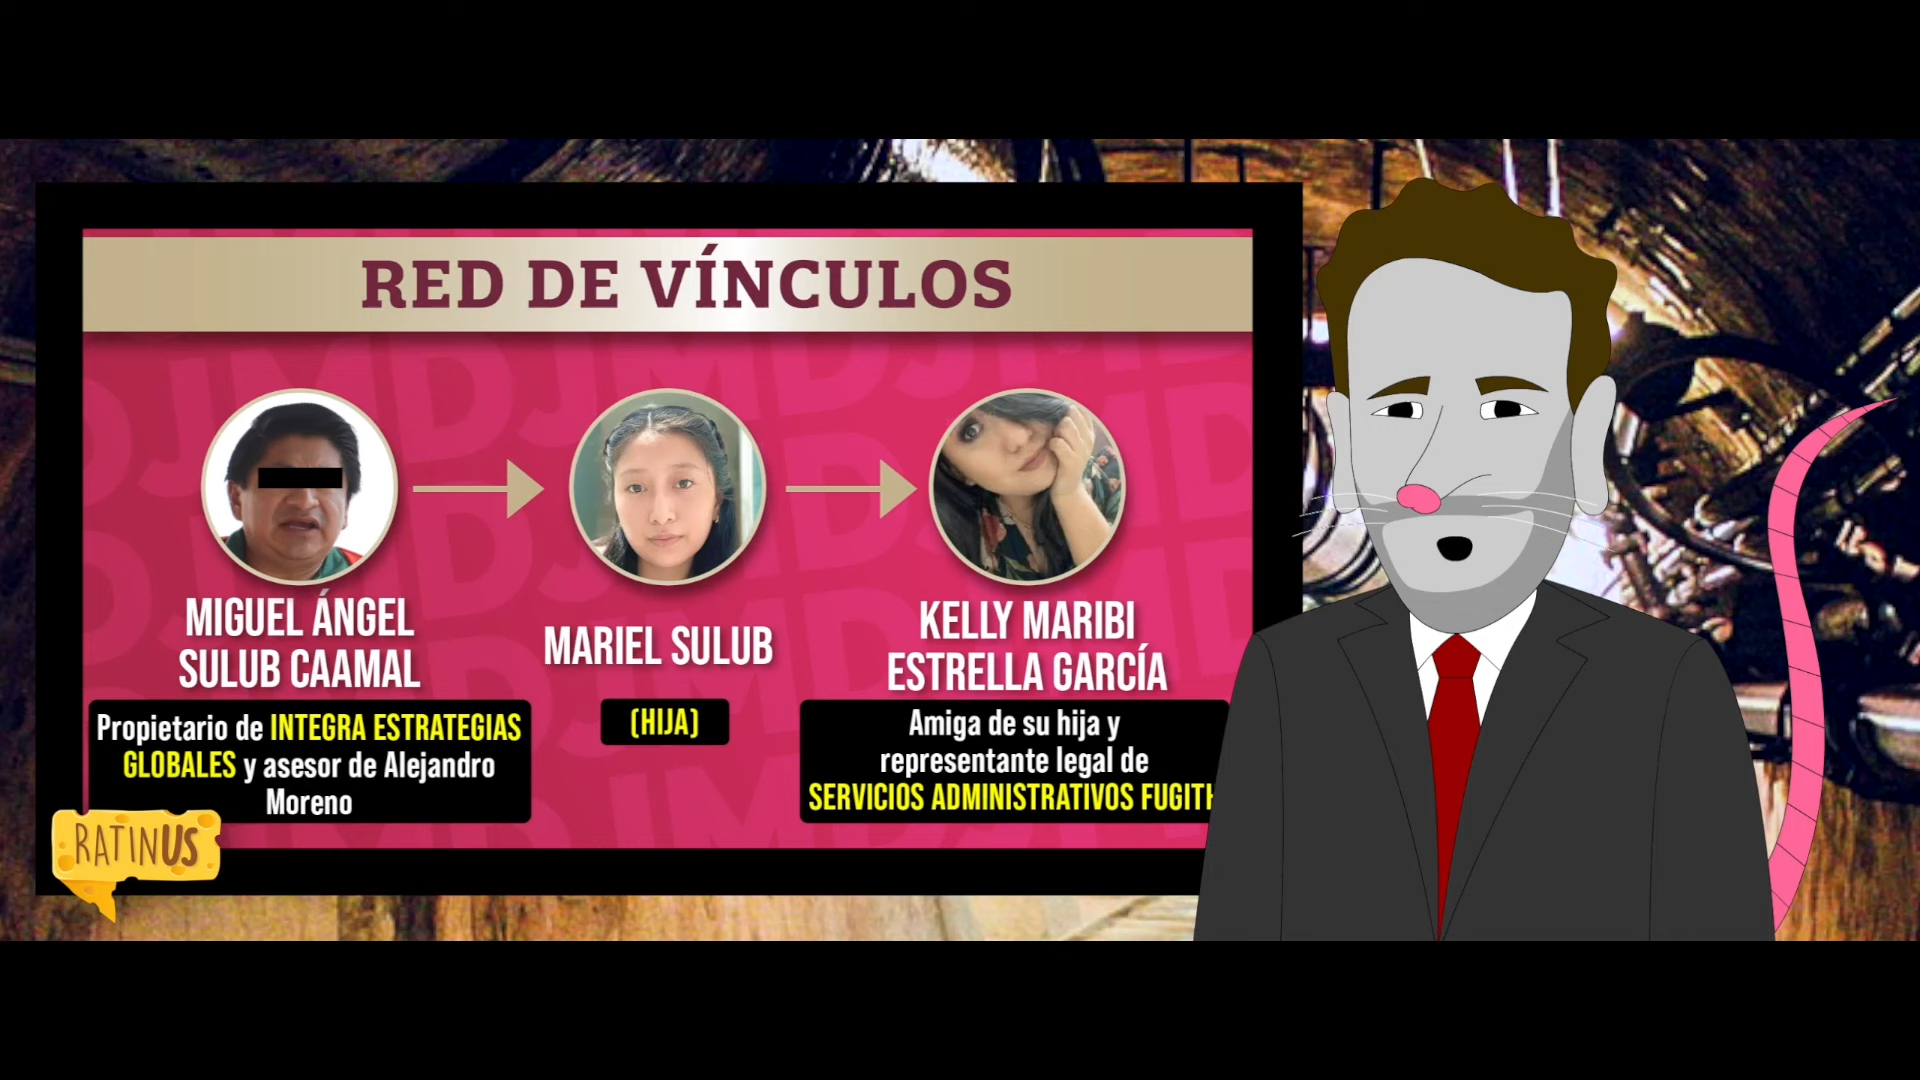 RED DE VÍNCULOS
MIGUEL ÁNGEL
SULUB CAAMAL
Propietario de INTEGRA ESTRATEGIAS
GLOBALES y asesor de Alejandro
Moreno
MARIEL SULUB
(HIJA)
KELLY MARIBI
ESTRELLA GARCÍA
Amiga de su hija y
representante legal de
SERVICIOS ADMINISTRATIVOS
RATINUS